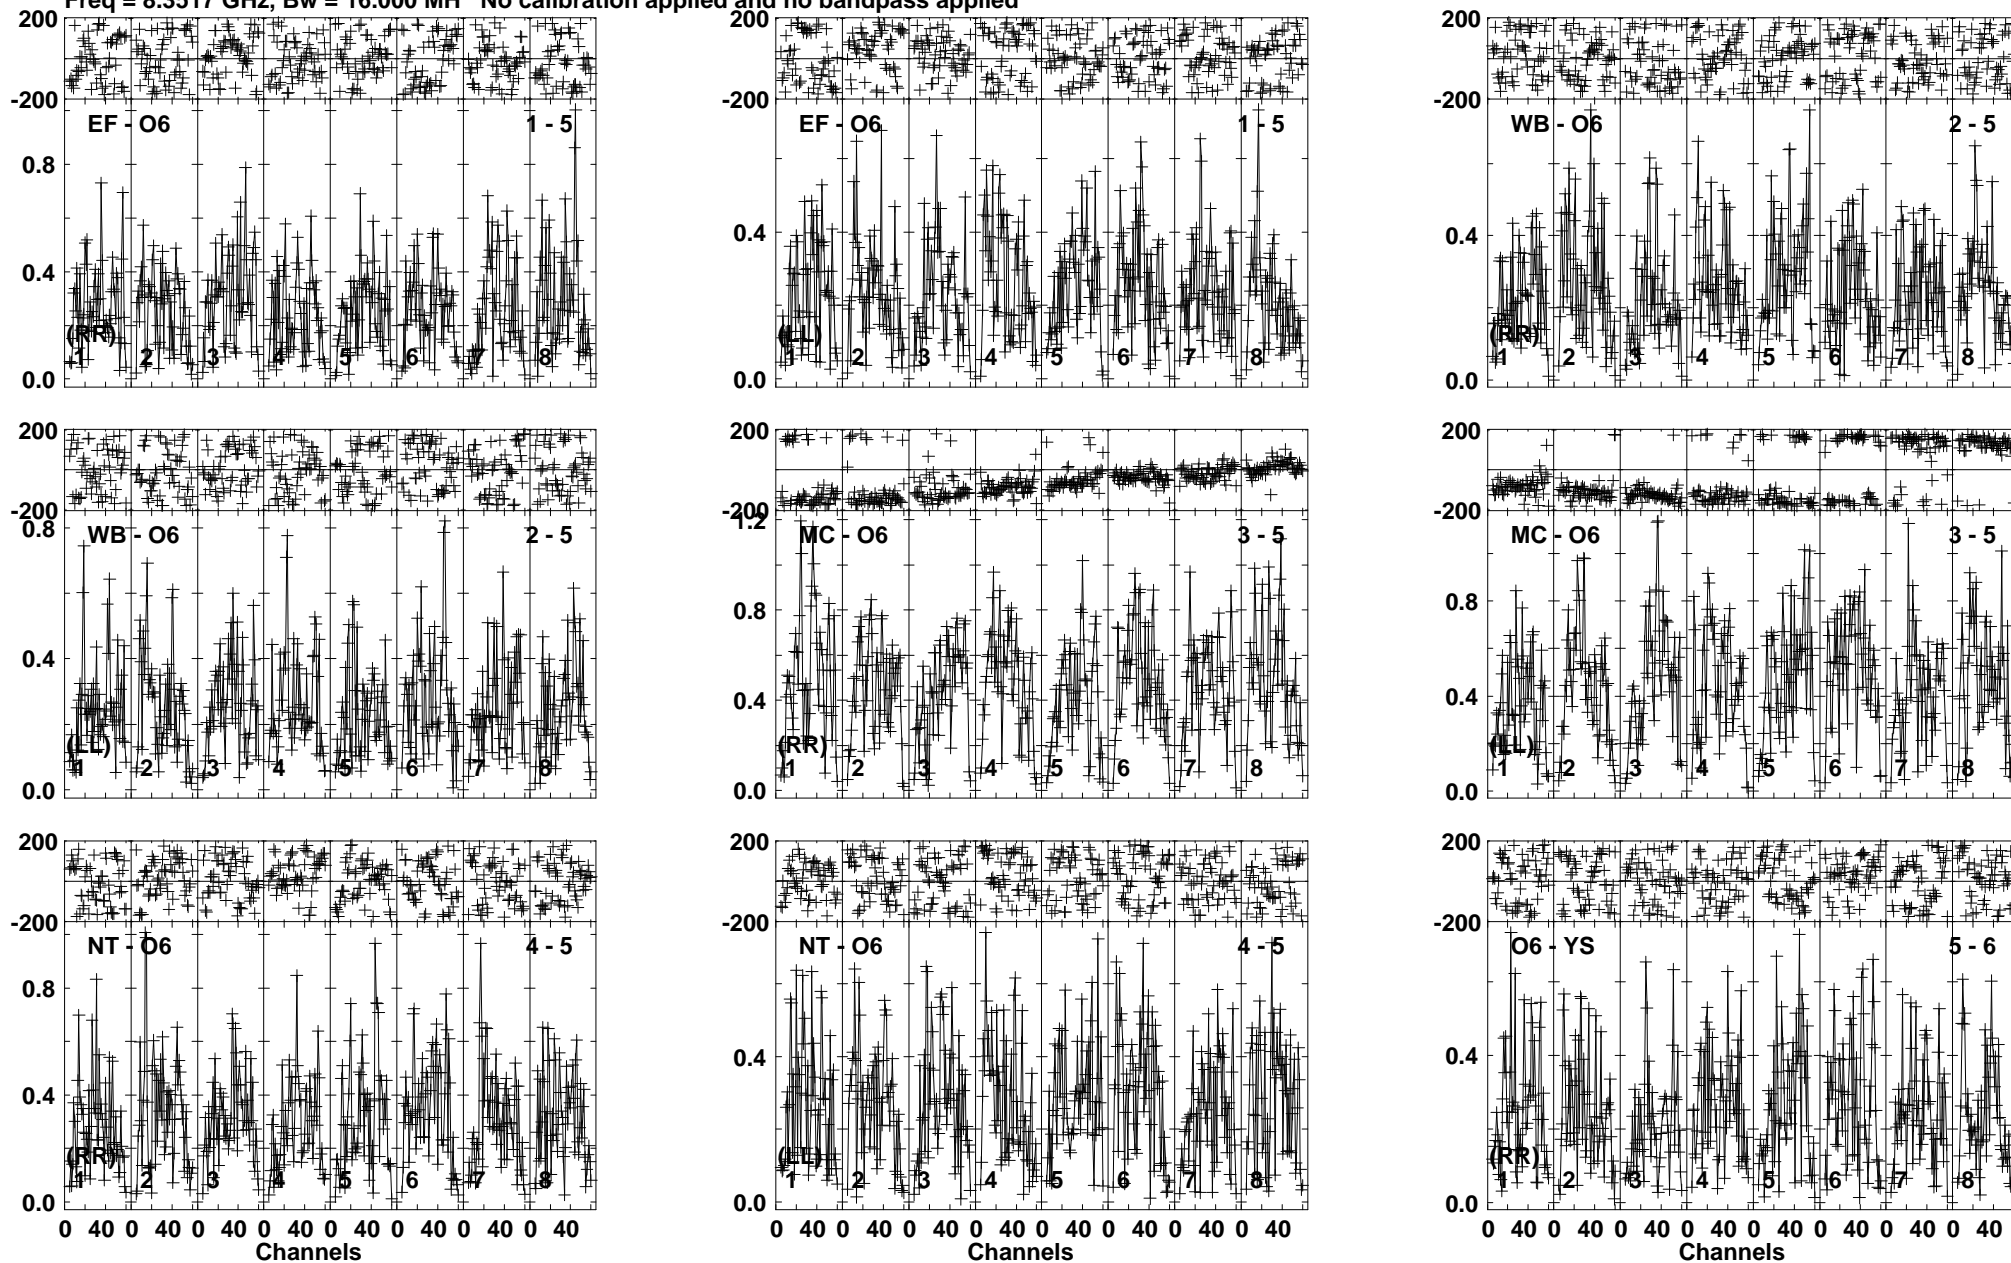 Freq = 8.3517 GHz, Bw = 16.000 MH No calibration applied and no bandpass applied
200 200 200
-200 -200 -200
EF - O6 1 - 5 EF - O6 1 - 5 WB - O6 2 - 5
0.8
0.4 0.4 0.4
(RR) (LL) (RR)
1 2 3 4 5 6 7 8 1 2 3 4 5 6 7 8 1 2 3 4 5 6 7 8
0.0 0.0 0.0
200 200 200
-200 -200 -200
WB - O6 2 - 5 MC - O6 3 - 5 MC - O6 3 - 5
0.8 1.2
0.8 0.8
0.4 0.4 0.4
(LL) (RR) (LL)
1 2 3 4 5 6 7 8 1 2 3 4 5 6 7 8 1 2 3 4 5 6 7 8
0.0 0.0 0.0
200 200 200
-200 -200 -200
NT - O6 4 - 5 NT - O6 4 - 5 O6 - YS 5 - 6
0.8
0.4 0.4 0.4
(RR) (LL) (RR)
1 2 3 4 5 6 7 8 1 2 3 4 5 6 7 8 1 2 3 4 5 6 7 8
0.0 0.0 0.0
0 40 0 40 0 40 0 40 0 40 0 40 0 40 0 40 0 40 0 40 0 40 0 40 0 40 0 40 0 40 0 40 0 40 0 40 0 40 0 40 0 40 0 40 0 40 0 40
Channels Channels Channels